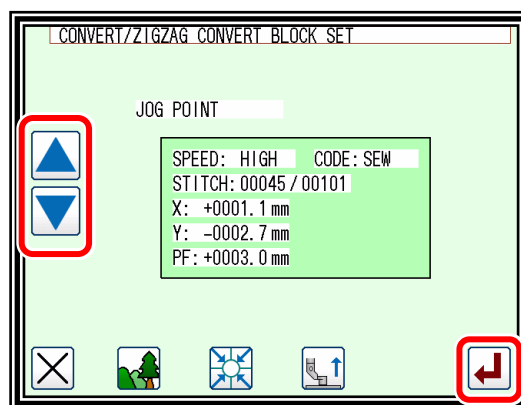 CONVERT/ZIGZAG CONVERT BLOCK SET
JOG POINT
SPEED: HIGH CODE:SEW
STITCH:00045/00101
X: +0001.1mm
Y: -0002.7mm
PF:+0003.0mm